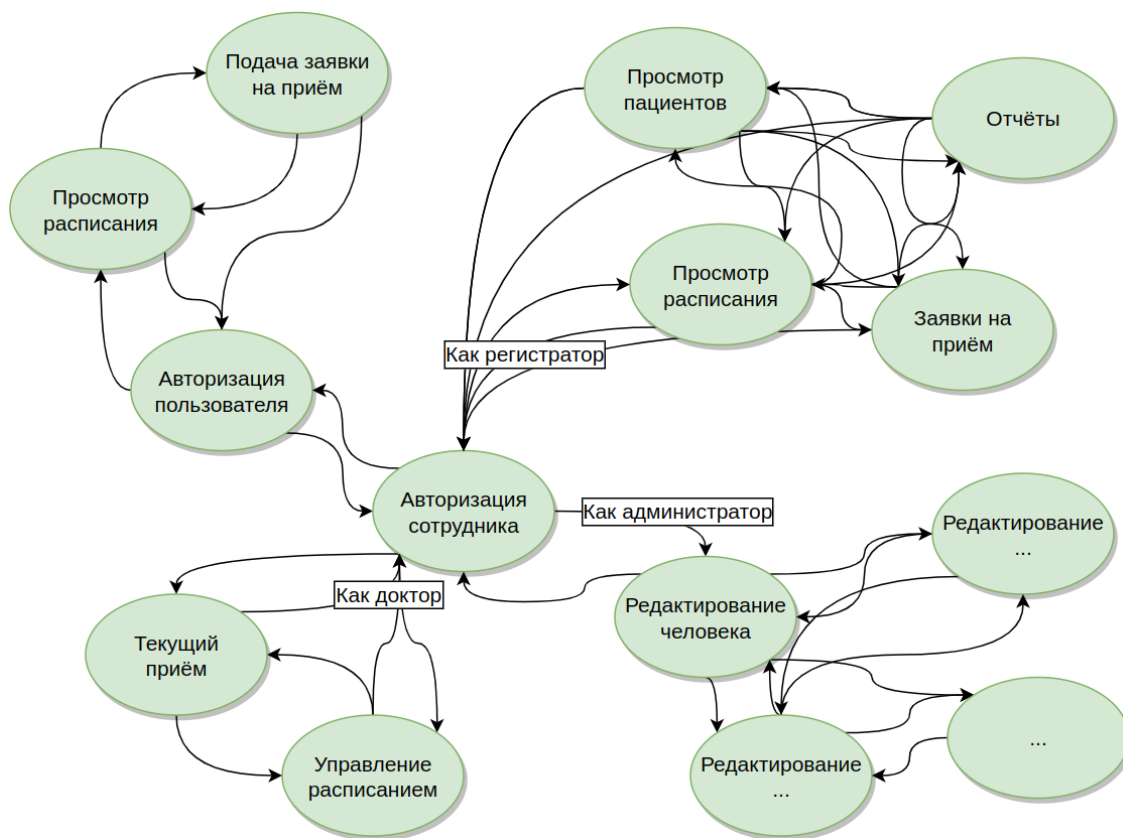 Подача заявки
на приём
Просмотр
пациентов
Отчёты
Просмотр
расписания
Просмотр
расписания
Заявки на
приём
Как регистратор
Авторизация
пользователя
Авторизация
сотрудника
Как администратор
Редактирование
...
Как доктор
Редактирование
человека
Текущий
приём
...
Управление
расписанием
Редактирование
...